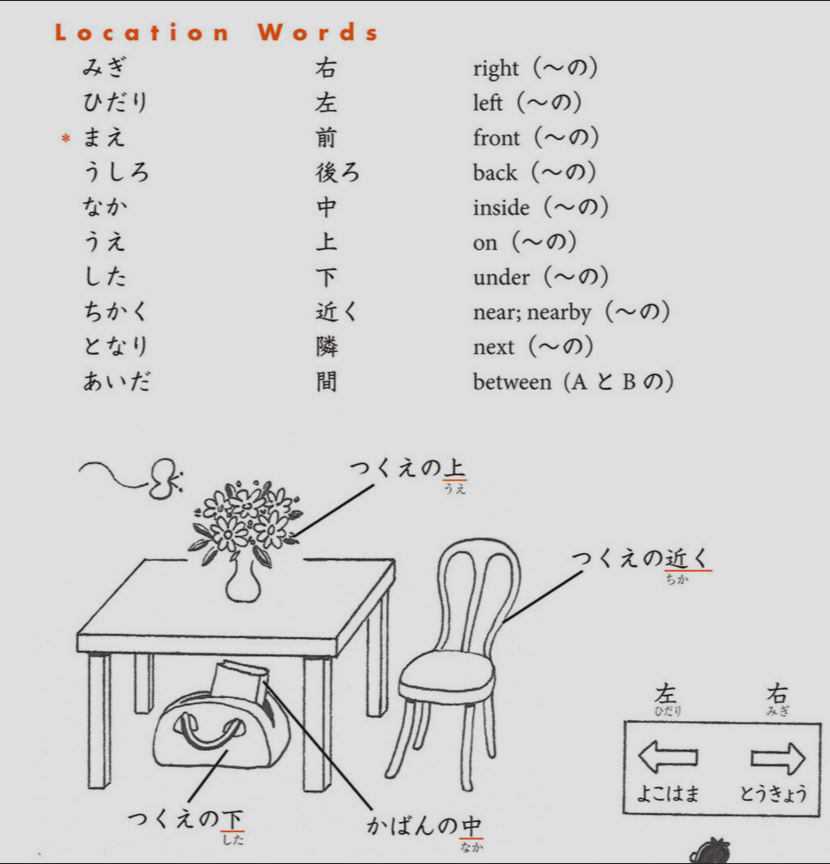 Location Words
みぎ 右 right (〜の)
ひだり 左 left (〜の)
* まえ 前 front (〜の)
うしろ 後ろ back (〜の)
なか 中 inside (〜の)
うえ 上 on (〜の)
した 下 under (〜の)
ちかく 近く near; nearby (〜の)
となり 隣 next (〜の)
あいだ 間 between (A と B の)
つくえの上
うえ
つくえの近く
ちか
左 右
ひだり みぎ
よこはま とうきょう
つくえの下
した
かばんの中
なか